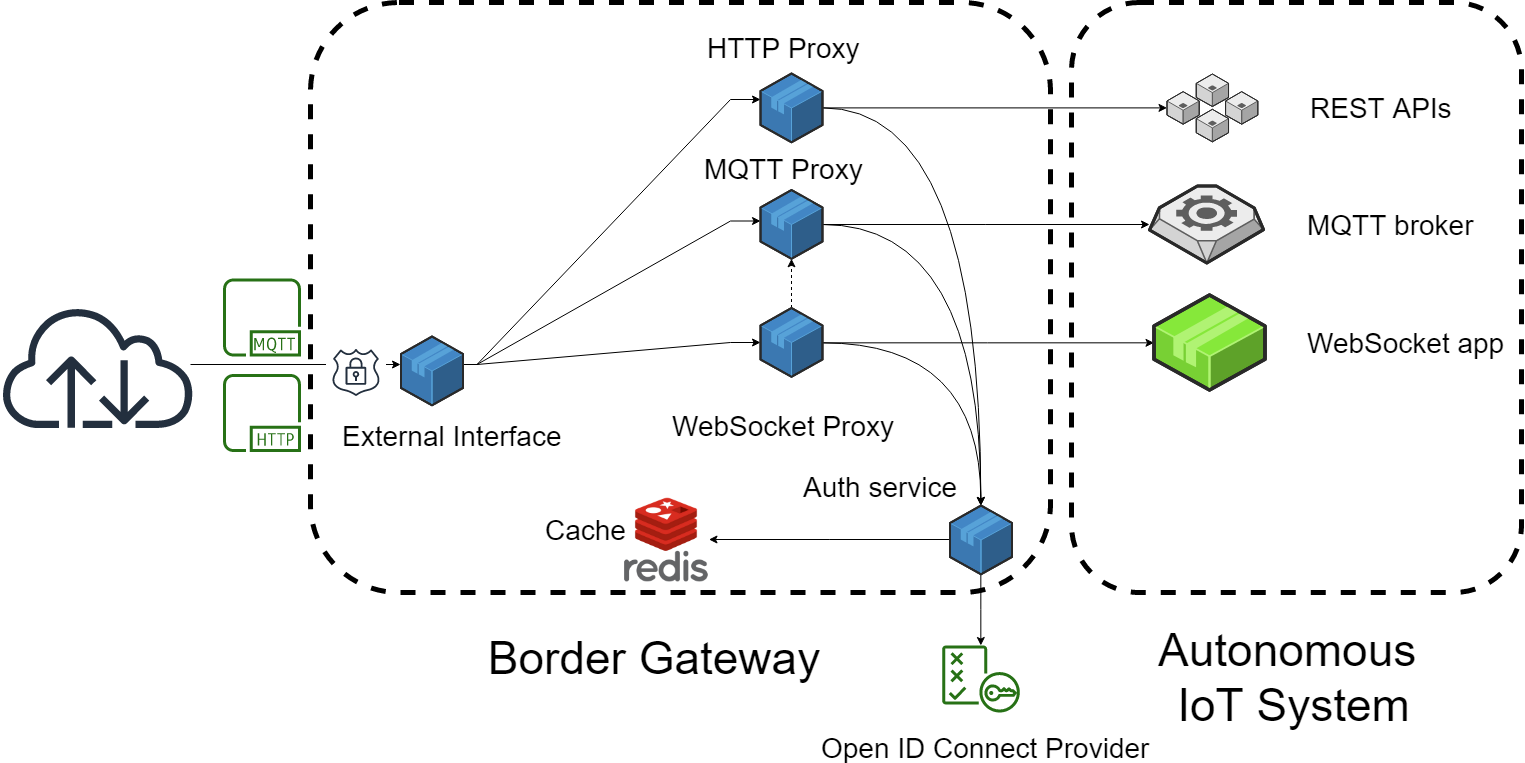 HTTP Proxy
REST APIs
MQTT Proxy
MQTT broker
MQTT
WebSocket app
HTTP
External Interface
WebSocket Proxy
Auth service
Cache
redis
Border Gateway
Autonomous
IoT System
Open ID Connect Provider